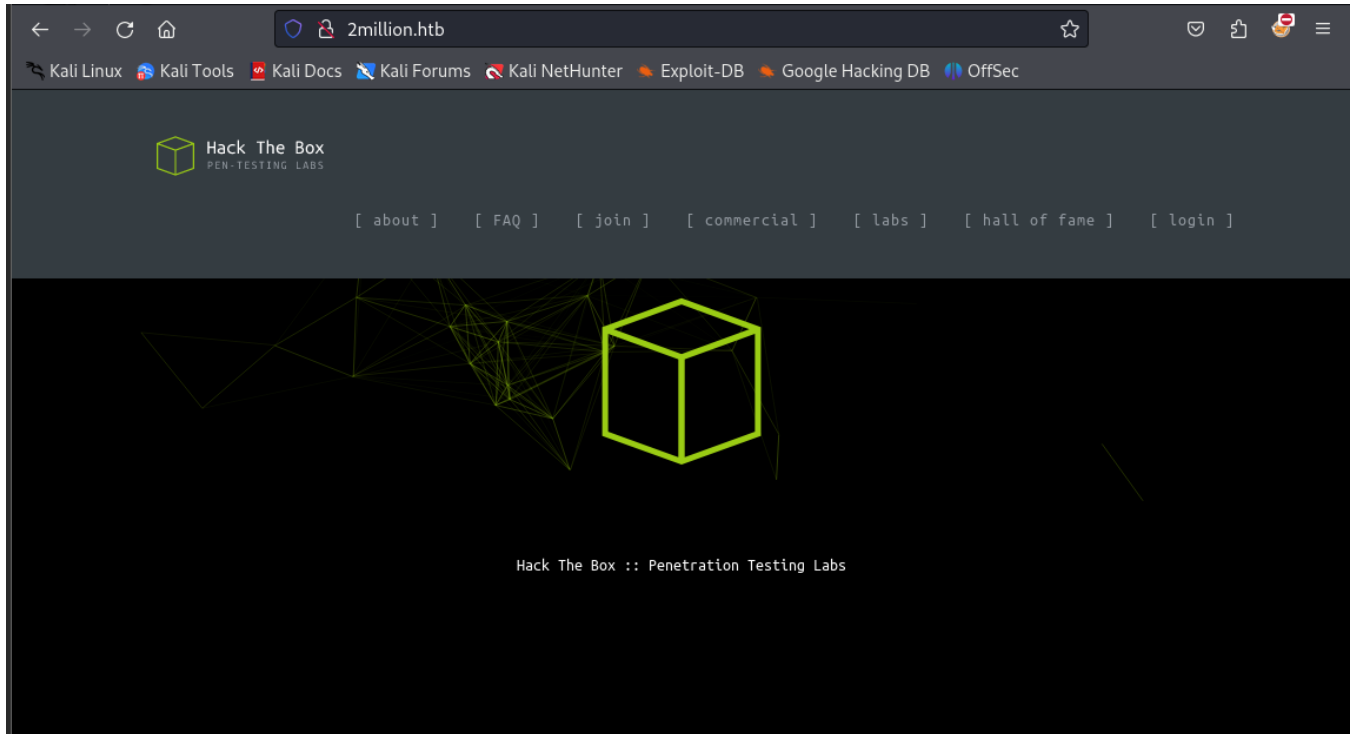 2million.htb
Kali Linux Kali Tools Kali Docs Kali Forums Kali NetHunter Exploit-DB Google Hacking DB OffSec
Hack The Box
PEN-TESTING LABS
[ about ] [ FAQ ] [ join ] [ commercial ] [ labs ] [ hall of fame ] [ login ]
Hack The Box :: Penetration Testing Labs